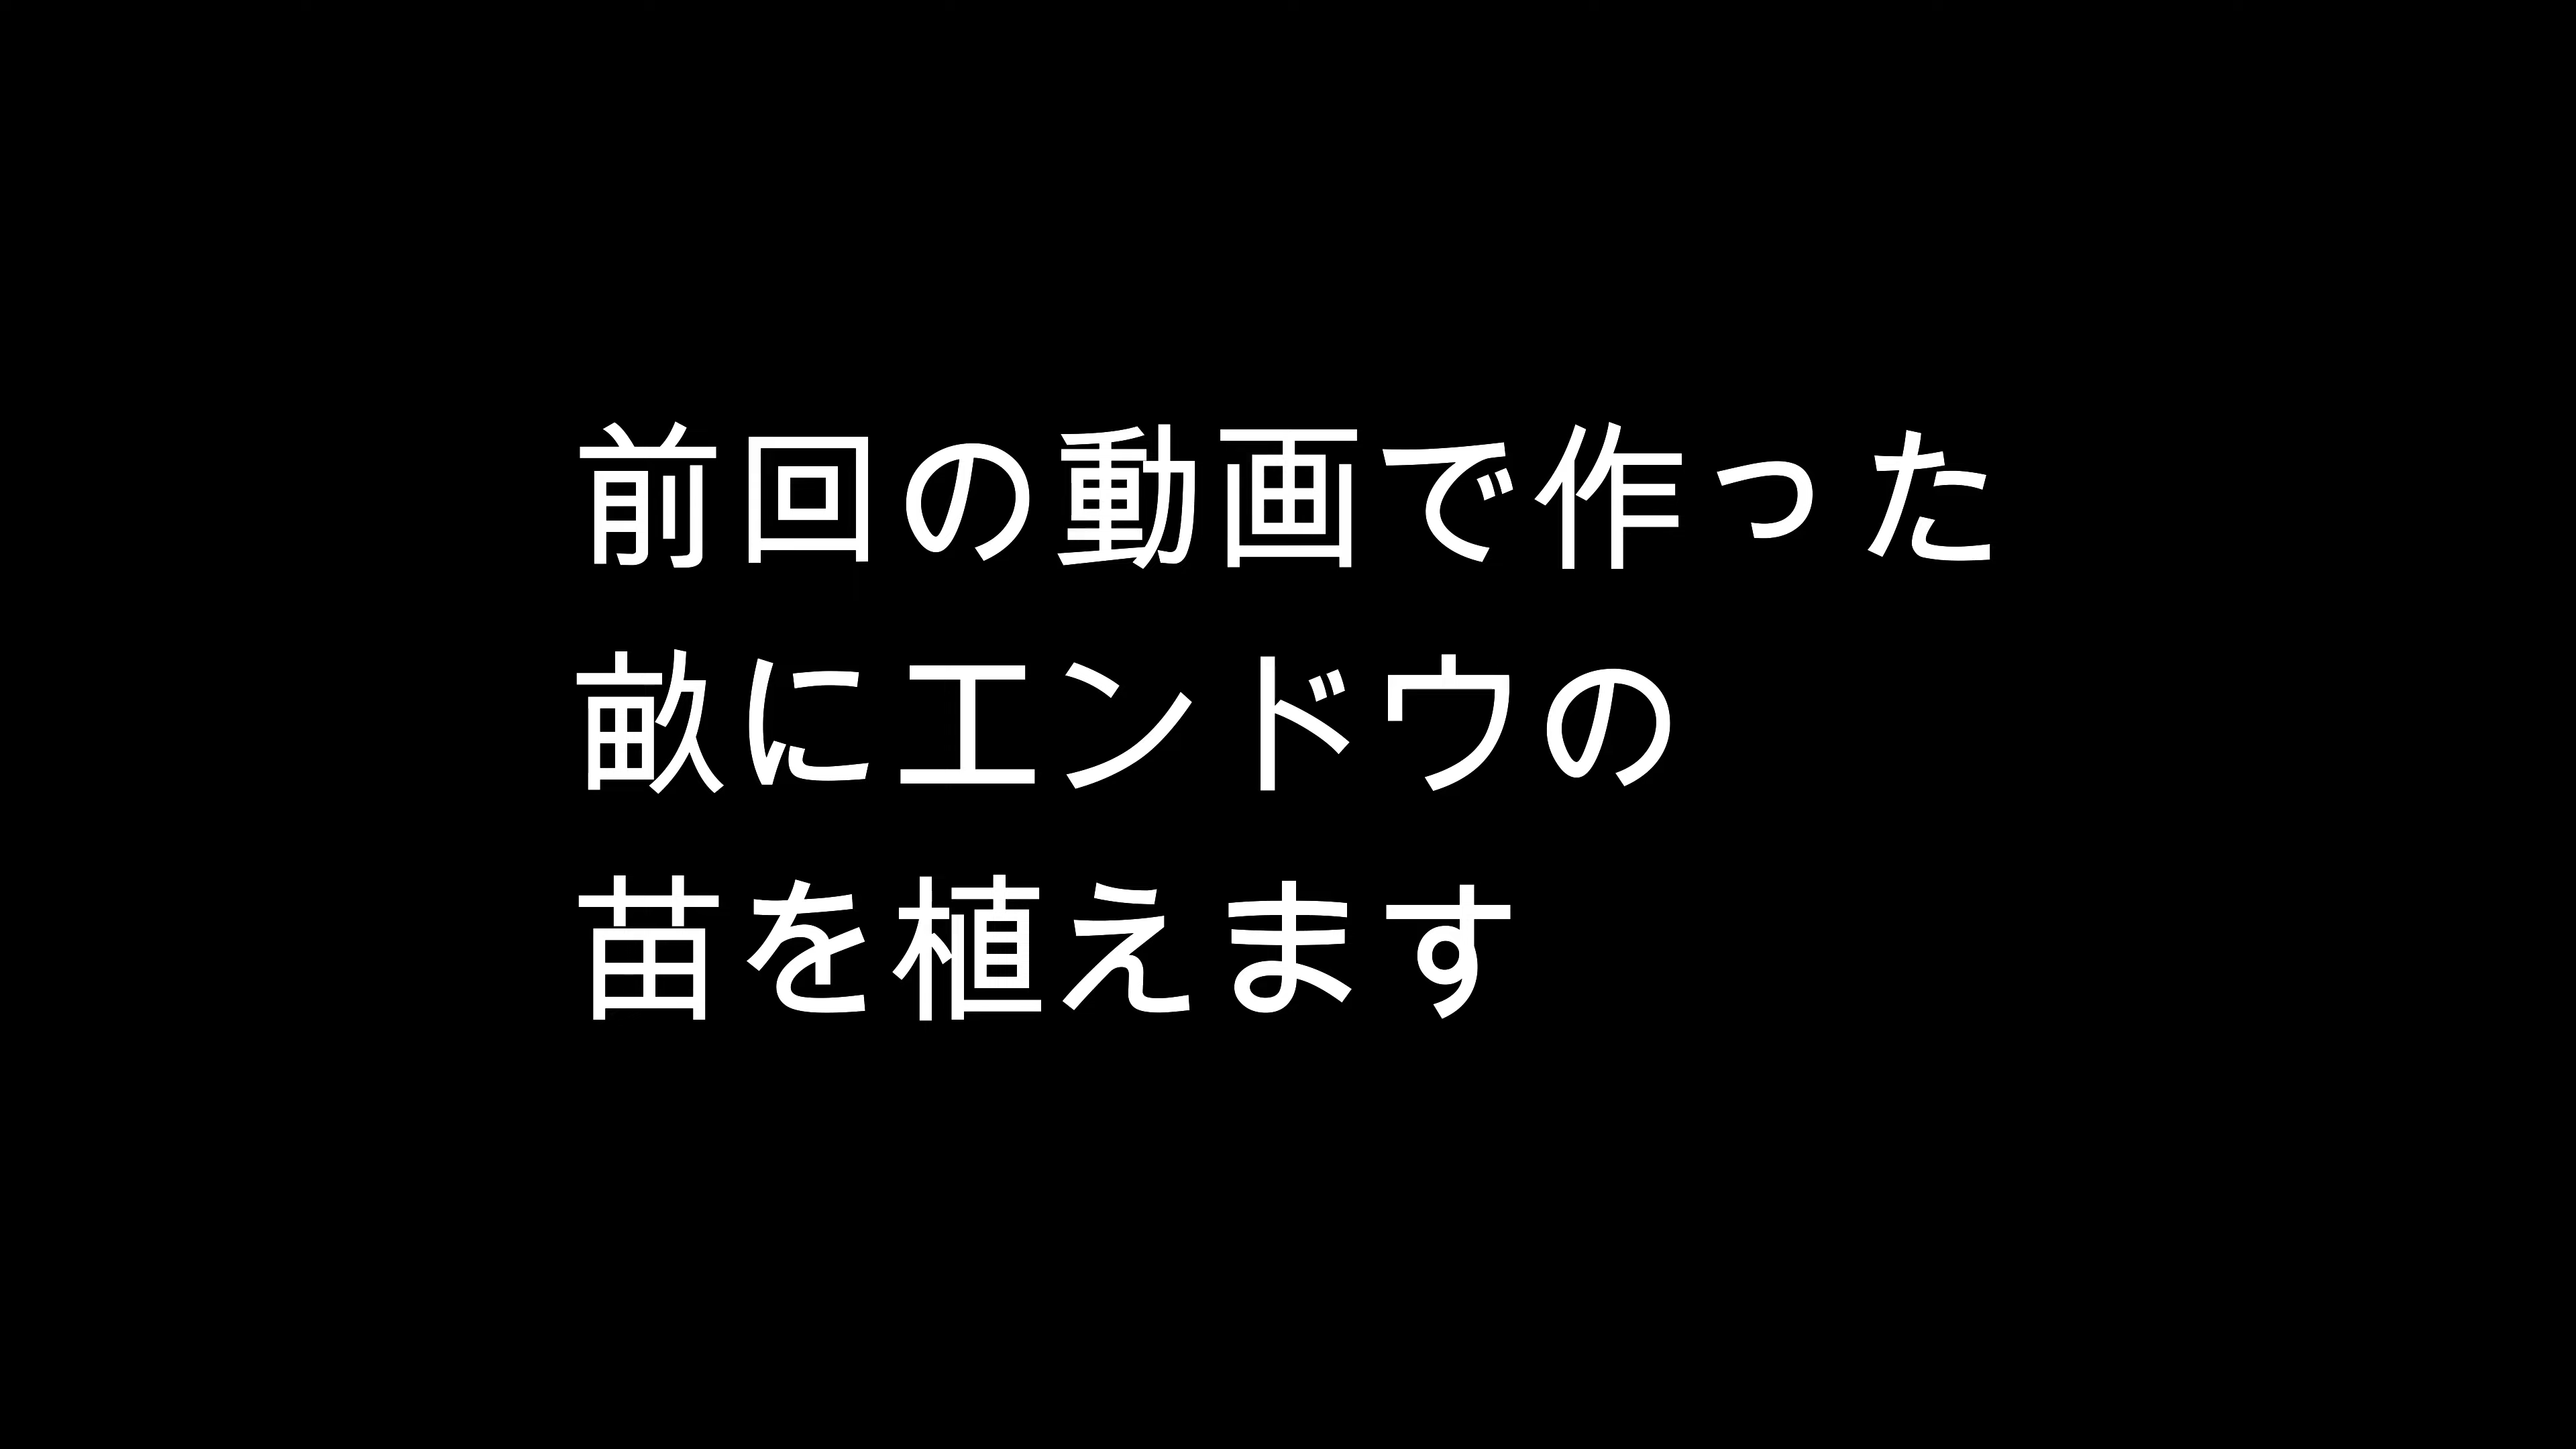 前回の動画で作った
畝にエンドウの
苗を植えます